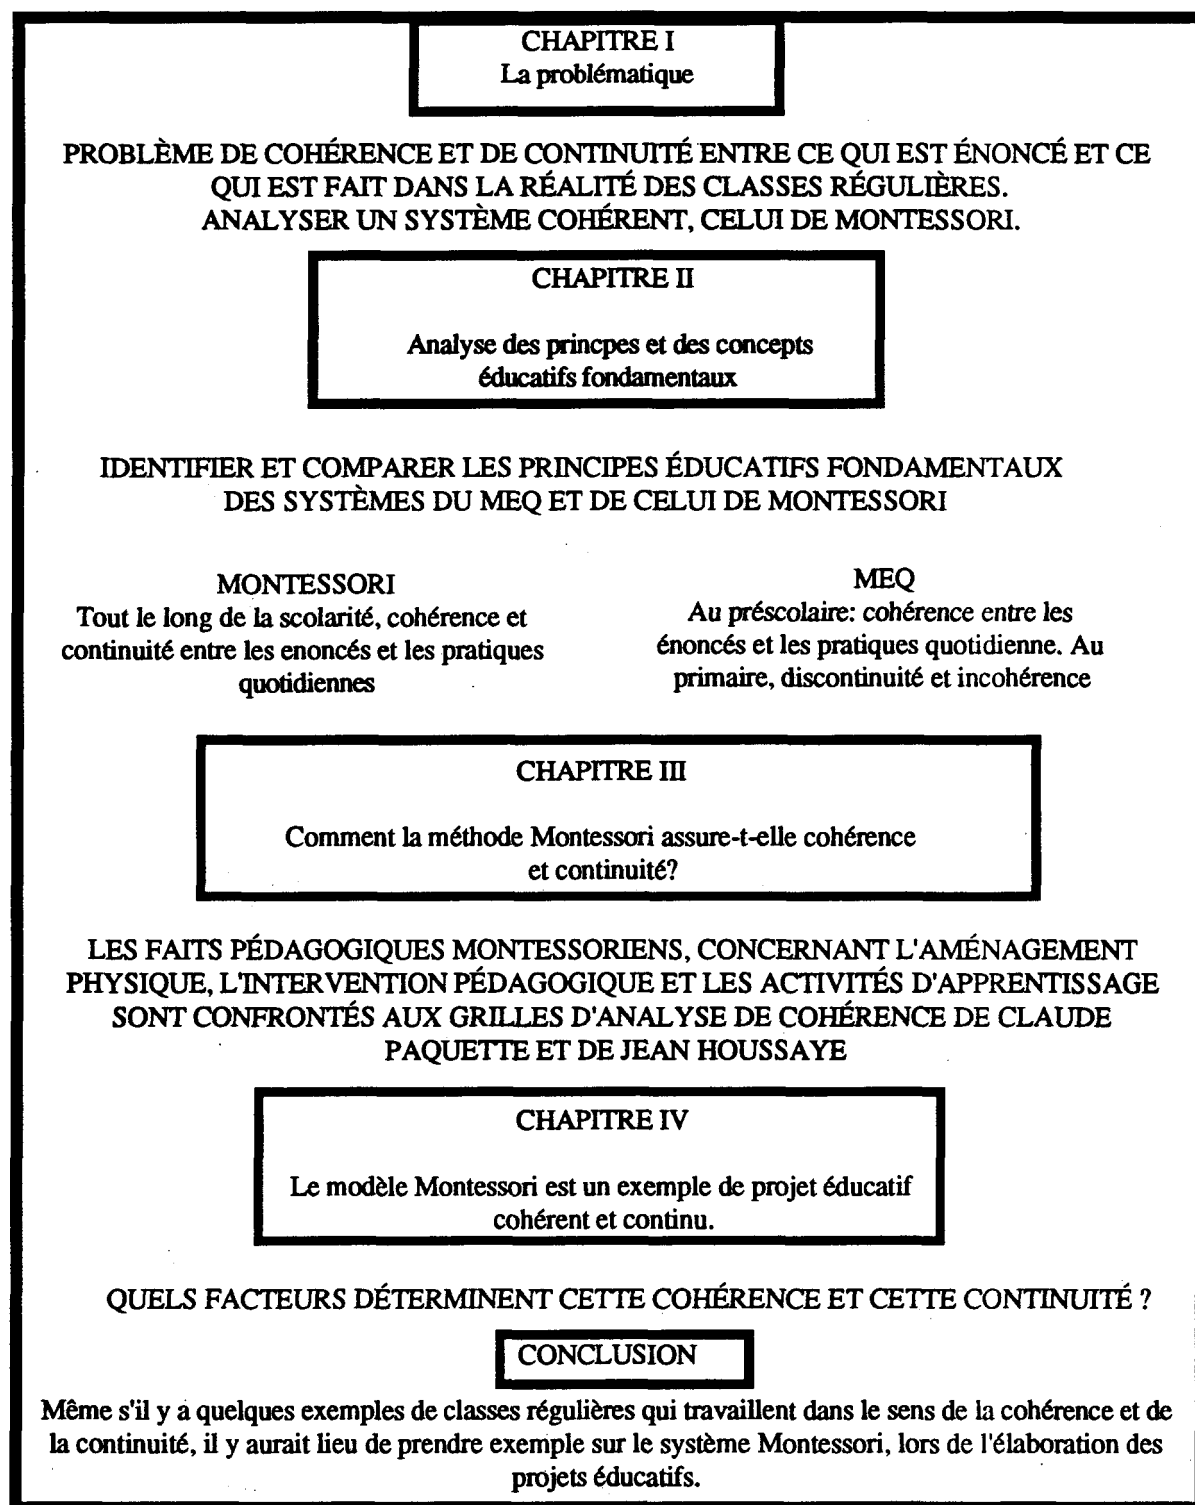 CHAPITRE I
La problématique
PROBLÈME DE COHÉRENCE ET DE CONTINUITÉ ENTRE CE QUI EST ÉNONCÉ ET CE
QUI EST FAIT DANS LA RÉALITÉ DES CLASSES RÉGULIÈRES.
ANALYSER UN SYSTÈME COHÉRENT, CELUI DE MONTESSORI.
CHAPITRE II
Analyse des princpes et des concepts
éducatifs fondamentaux
IDENTIFIER ET COMPARER LES PRINCIPES ÉDUCATIFS FONDAMENTAUX
DES SYSTÈMES DU MEQ ET DE CELUI DE MONTESSORI
MONTESSORI
Tout le long de la scolarité, cohérence et
continuité entre les enoncés et les pratiques
quotidiennes
MEQ
Au préscolaire: cohérence entre les
énoncés et les pratiques quotidienne. Au
primaire, discontinuité et incohérence
CHAPITRE III
Comment la méthode Montessori assure-t-elle cohérence
et continuité?
LES FAITS PÉDAGOGIQUES MONTESSORIENS, CONCERNANT L'AMÉNAGEMENT
PHYSIQUE, L'INTERVENTION PÉDAGOGIQUE ET LES ACTIVITÉS D'APPRENTISSAGE
SONT CONFRONTÉS AUX GRILLES D'ANALYSE DE COHÉRENCE DE CLAUDE
PAQUETTE ET DE JEAN HOUSSAYE
CHAPITRE IV
Le modèle Montessori est un exemple de projet éducatif
cohérent et continu.
QUELS FACTEURS DÉTERMINENT CETTE COHÉRENCE ET CETTE CONTINUITÉ ?
CONCLUSION
Même s'il y a quelques exemples de classes régulières qui travaillent dans le sens de la cohérence et de
la continuité, il y aurait lieu de prendre exemple sur le système Montessori, lors de l'élaboration des
projets éducatifs.